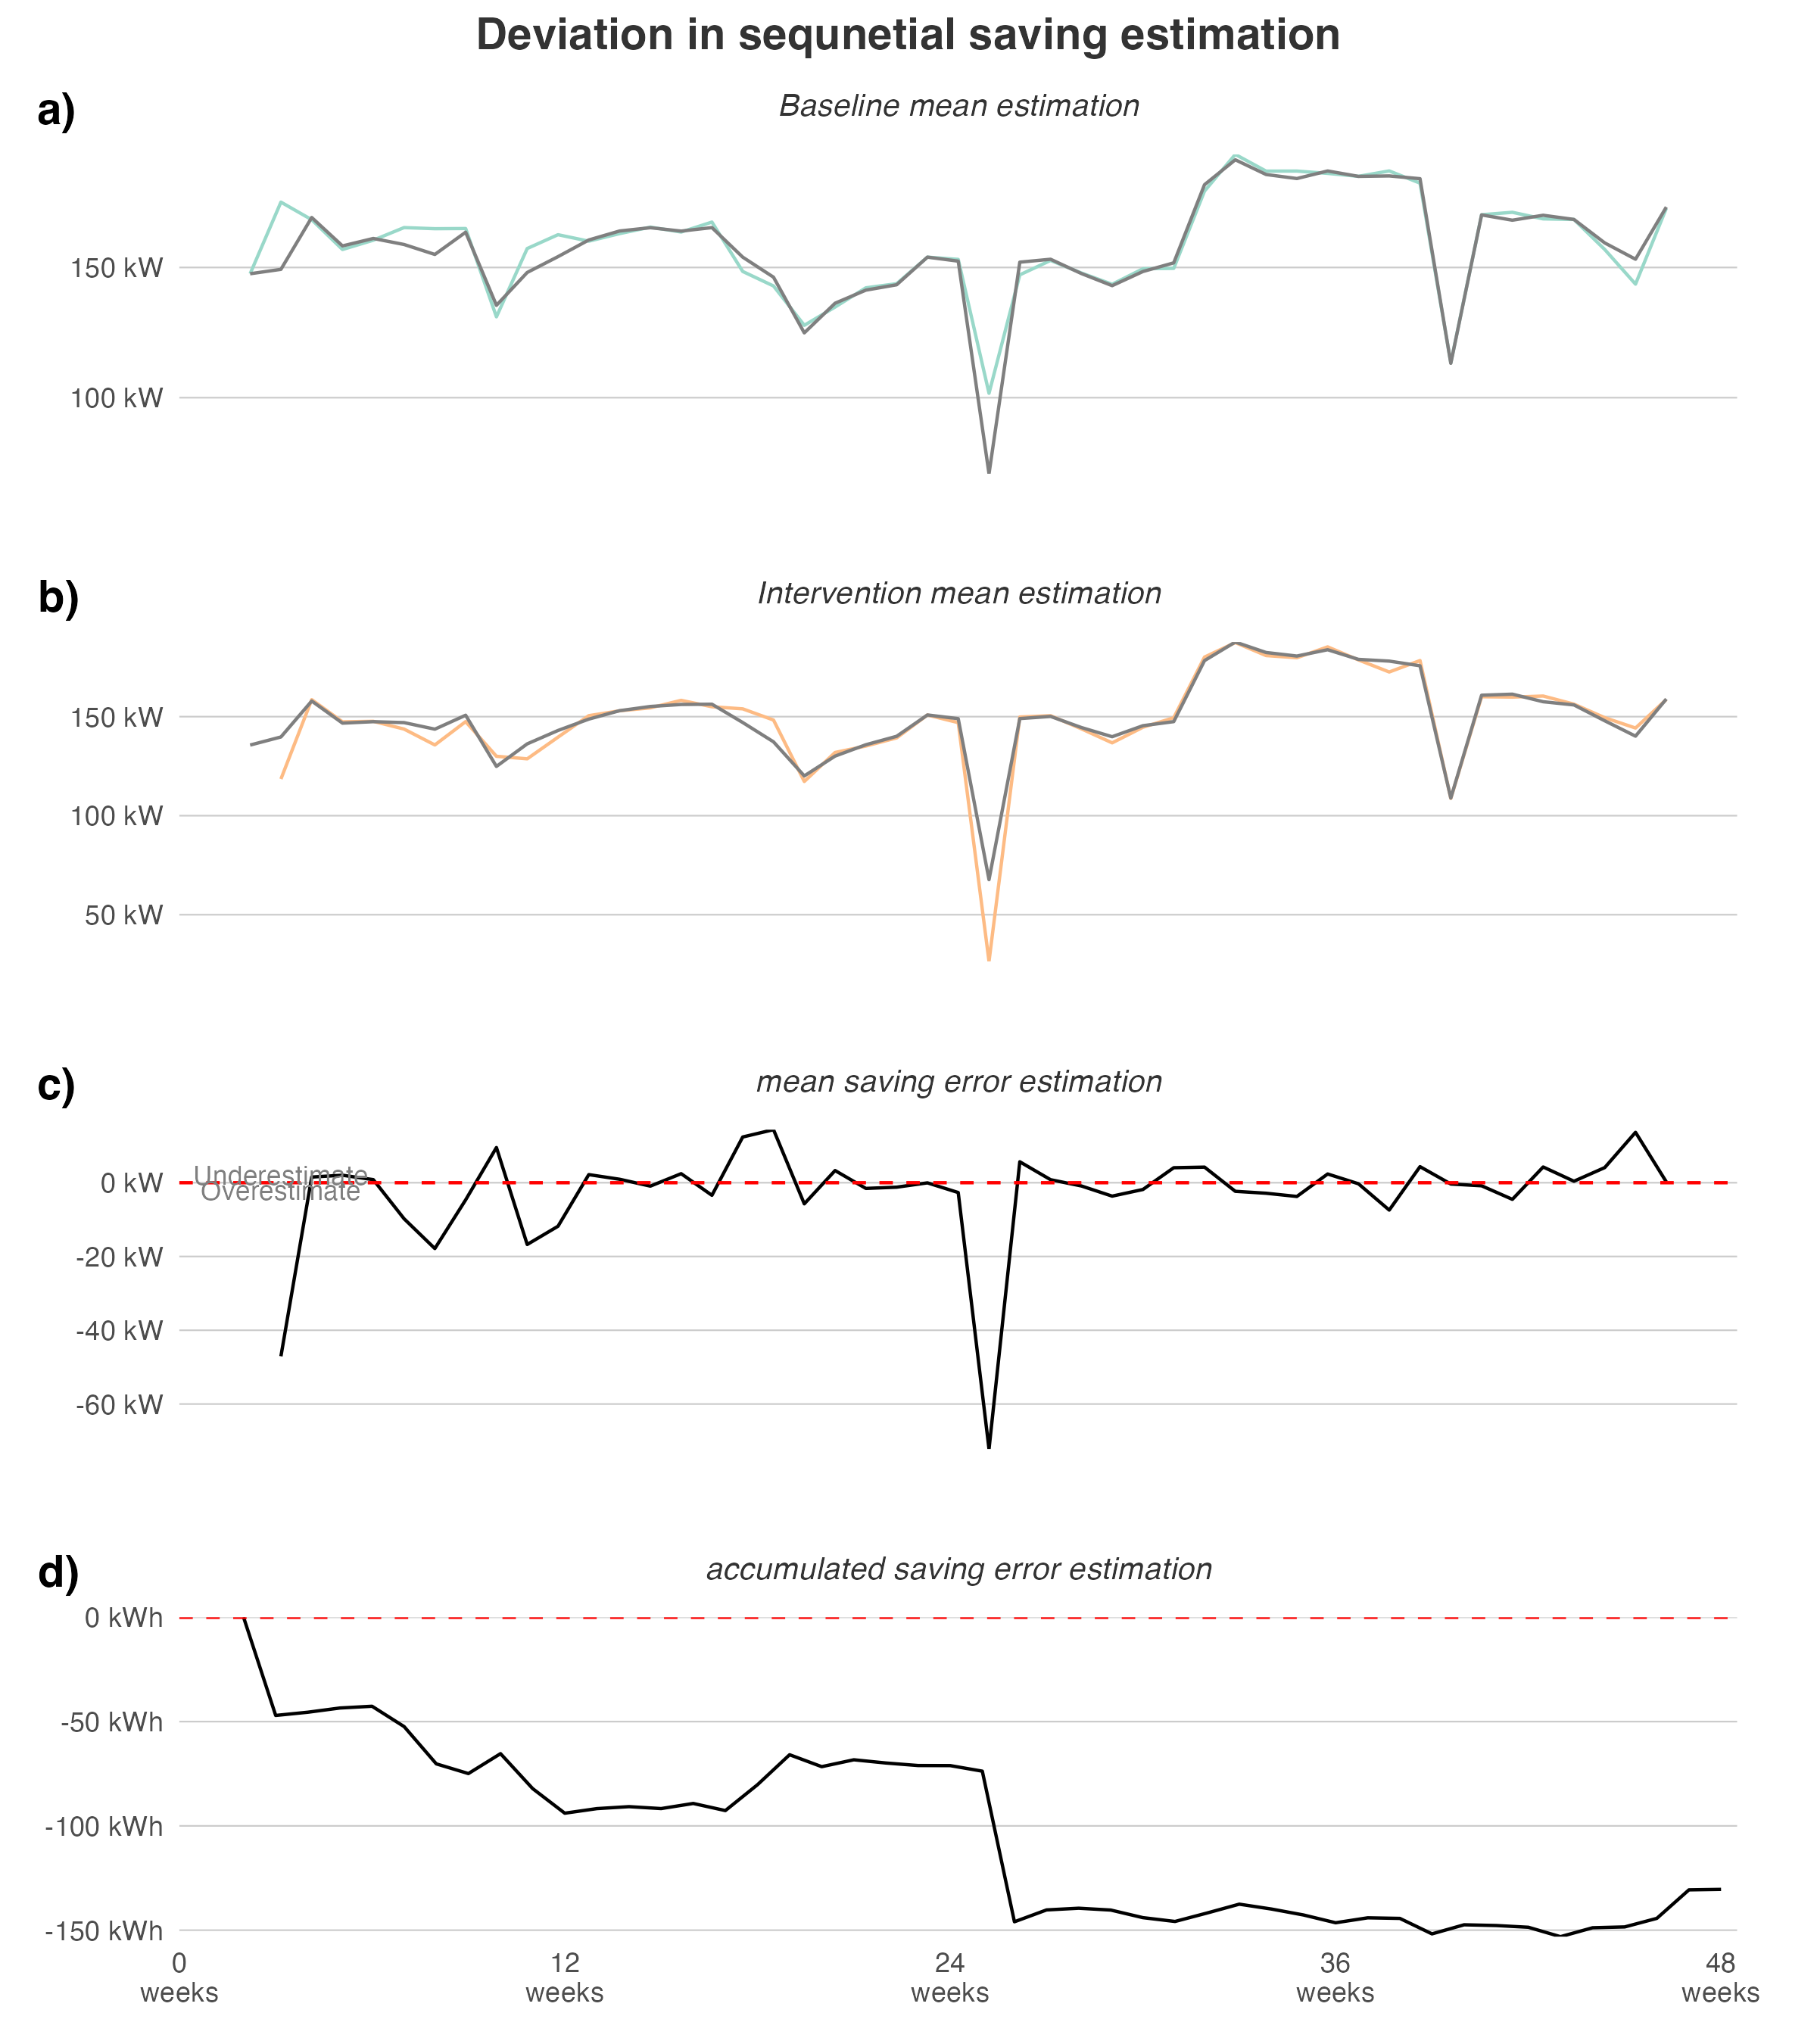 Deviation in sequnetial saving estimation
a)
Baseline mean estimation
150 kW
100 kW
b)
Intervention mean estimation
150 kW
100 kW
50 kW
c)
mean saving error estimation
Underestimate
0 kW
Overestimate
-20 kW
-40 kW
-60 kW
d)
accumulated saving error estimation
0 kWh
-50 kWh
-100 kWh
-150 kWh
0 12 24 36 48
weeks weeks weeks weeks weeks